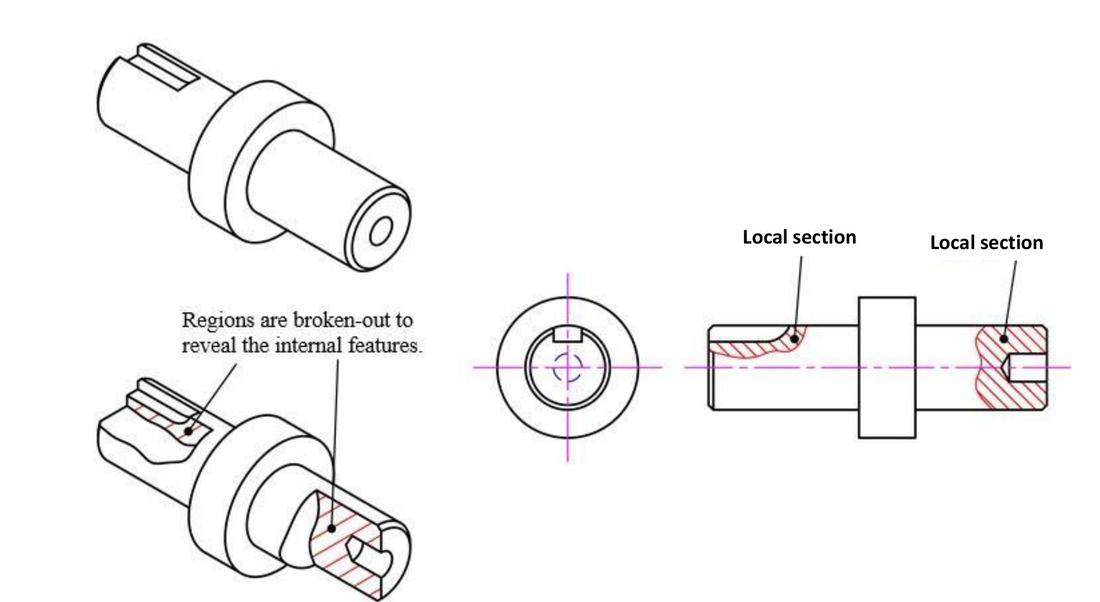 Local section
Local section
Regions are broken-out to
reveal the internal features.